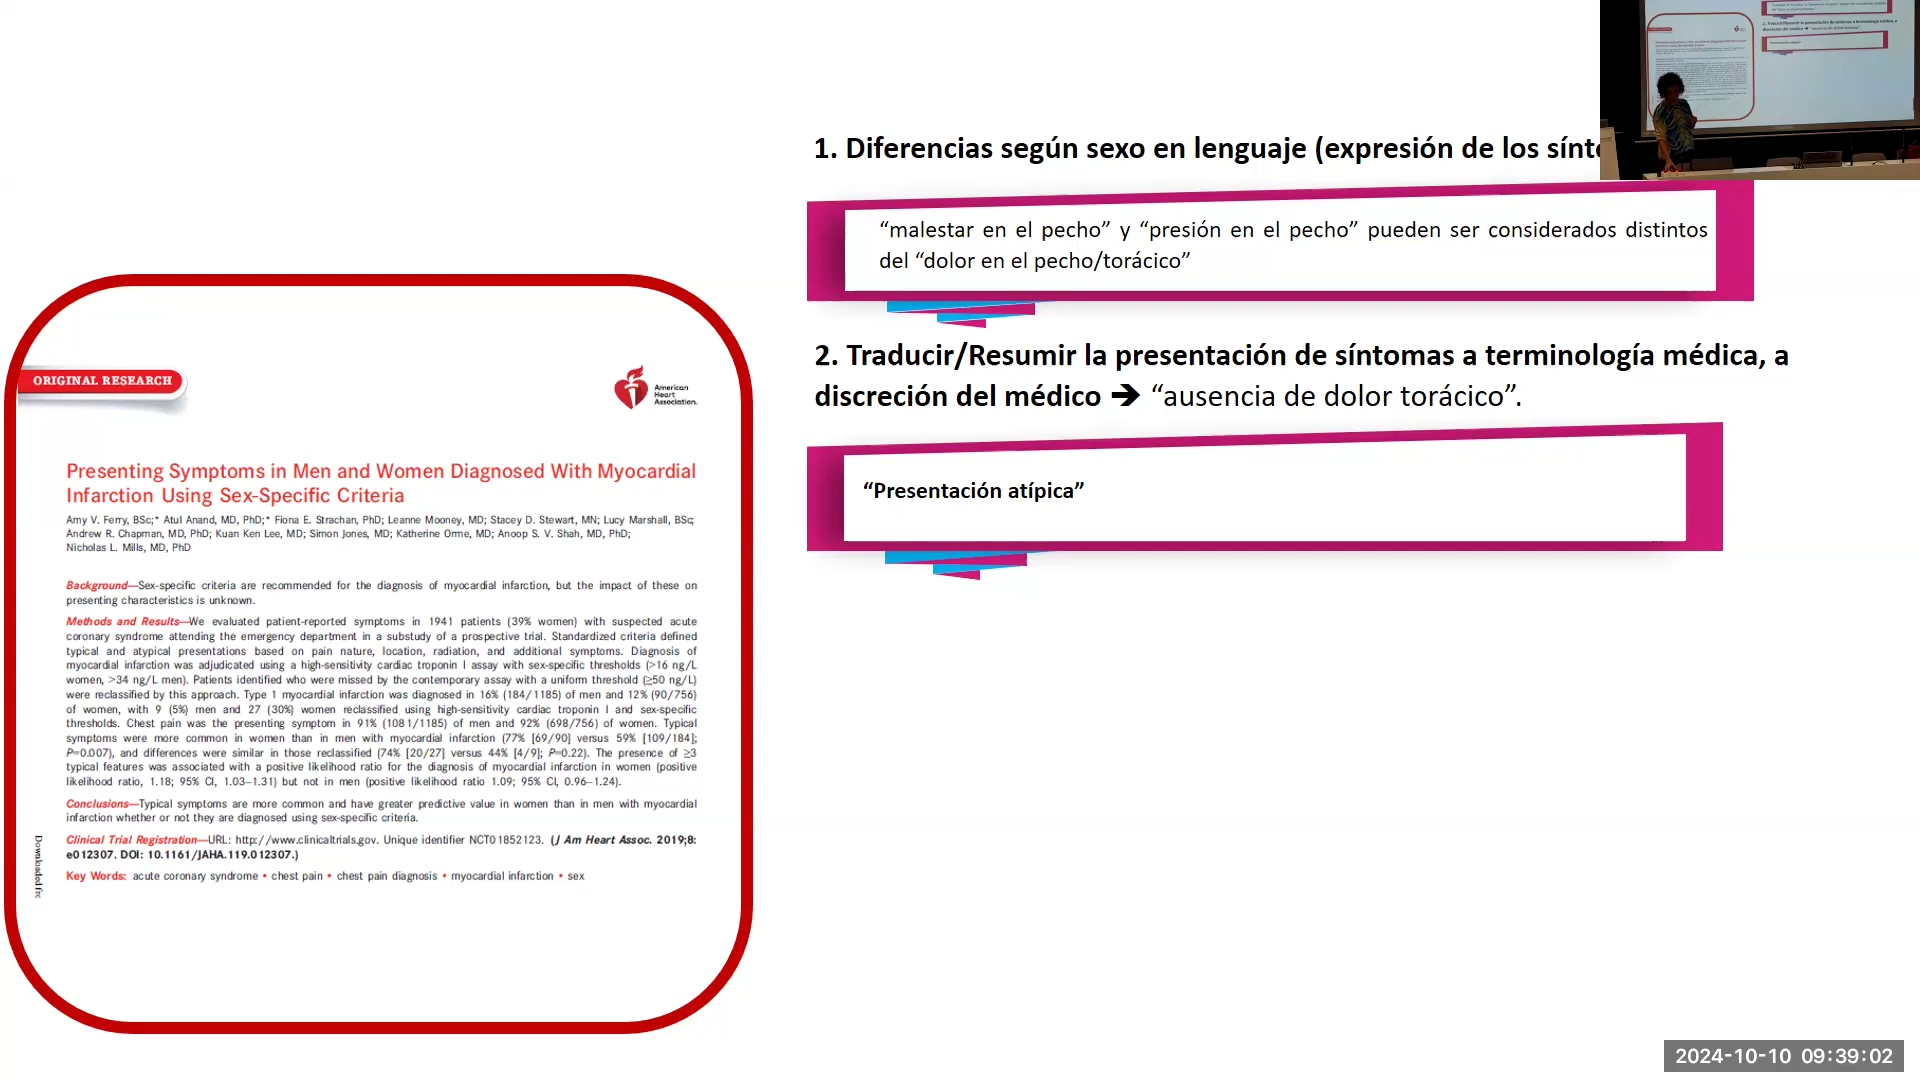 1. Diferencias según sexo en lenguaje (expresión de los sínto
“malestar en el pecho” y “presión en el pecho” pueden ser considerados distintos
del “dolor en el pecho/torácico”
2. Traducir/Resumir la presentación de síntomas a terminología médica, a
discreción del médico ➔ “ausencia de dolor torácico”.
“Presentación atípica”
ORIGINAL RESEARCH
American
Heart
Association.
Presenting Symptoms in Men and Women Diagnosed With Myocardial
Infarction Using Sex-Specific Criteria
Amy V. Ferry, BSc;* Atul Anand, MD, PhD;* Fiona E. Strachan, PhD; Leanne Mooney, MD; Stacey D. Stewart, MN; Lucy Marshall, BSc;
Andrew R. Chapman, MD, PhD; Kuan Ken Lee, MD; Simon Jones, MD; Katherine Orme, MD; Anoop S. V. Shah, MD, PhD;
Nicholas L. Mills, MD, PhD
Background—Sex-specific criteria are recommended for the diagnosis of myocardial infarction, but the impact of these on
presenting characteristics is unknown.
Methods and Results—We evaluated patient-reported symptoms in 1941 patients (39% women) with suspected acute
coronary syndrome attending the emergency department in a substudy of a prospective trial. Standardized criteria defined
typical and atypical presentations based on pain nature, location, radiation, and additional symptoms. Diagnosis of
myocardial infarction was adjudicated using a high-sensitivity cardiac troponin I assay with sex-specific thresholds (>16 ng/L
women, >34 ng/L men). Patients identified who were missed by the contemporary assay with a uniform threshold (≥50 ng/L)
were reclassified by this approach. Type 1 myocardial infarction was diagnosed in 16% (184/1185) of men and 12% (90/756)
of women, with 9 (5%) men and 27 (30%) women reclassified using high-sensitivity cardiac troponin I and sex-specific
thresholds. Chest pain was the presenting symptom in 91% (1081/1185) of men and 92% (698/756) of women. Typical
symptoms were more common in women than in men with myocardial infarction (77% [69/90] versus 59% [109/184];
P=0.007), and differences were similar in those reclassified (74% [20/27] versus 44% [4/9]; P=0.22). The presence of ≥3
typical features was associated with a positive likelihood ratio for the diagnosis of myocardial infarction in women (positive
likelihood ratio, 1.18; 95% CI, 1.03–1.31) but not in men (positive likelihood ratio 1.09; 95% CI, 0.96–1.24).
Conclusions—Typical symptoms are more common and have greater predictive value in women than in men with myocardial
infarction whether or not they are diagnosed using sex-specific criteria.
Clinical Trial Registration—URL: http://www.clinicaltrials.gov. Unique identifier NCT01852123. (J Am Heart Assoc. 2019;8:
e012307. DOI: 10.1161/JAHA.119.012307.)
Key Words: acute coronary syndrome • chest pain • chest pain diagnosis • myocardial infarction • sex
Downloaded fr
2024-10-10 09:39:02